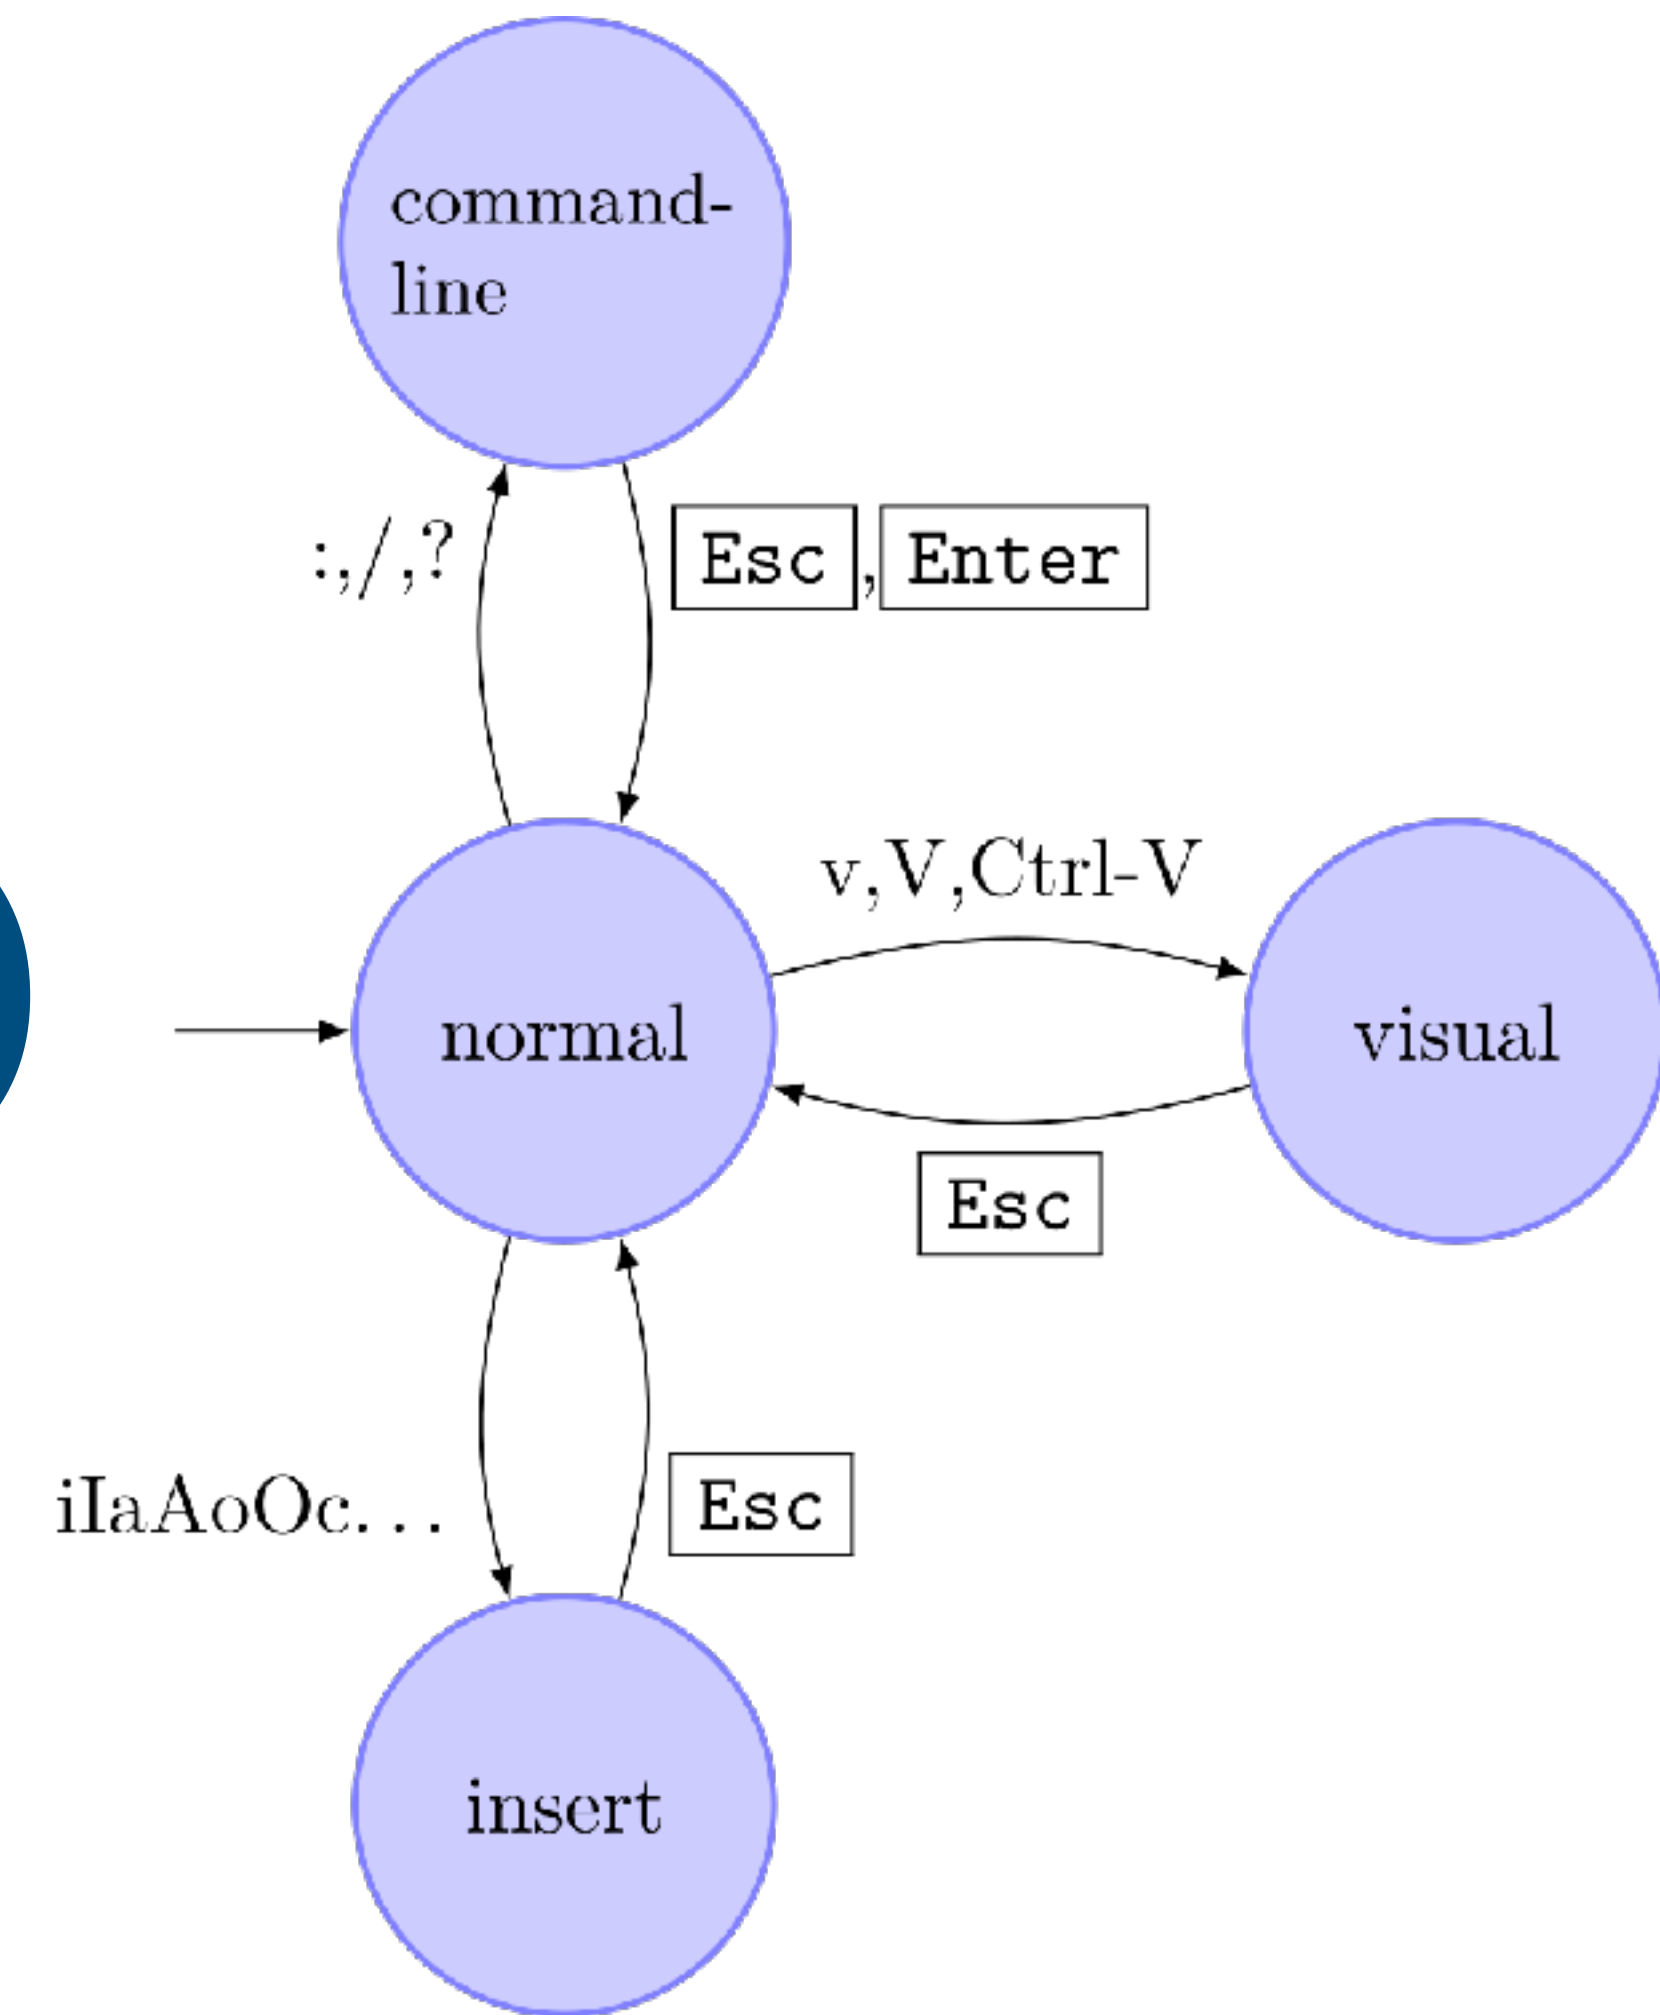 command-
line
:,/,?
Esc,Enter
v,V,Ctrl-V
normal
visual
Esc
iIaAoOc...
Esc
insert